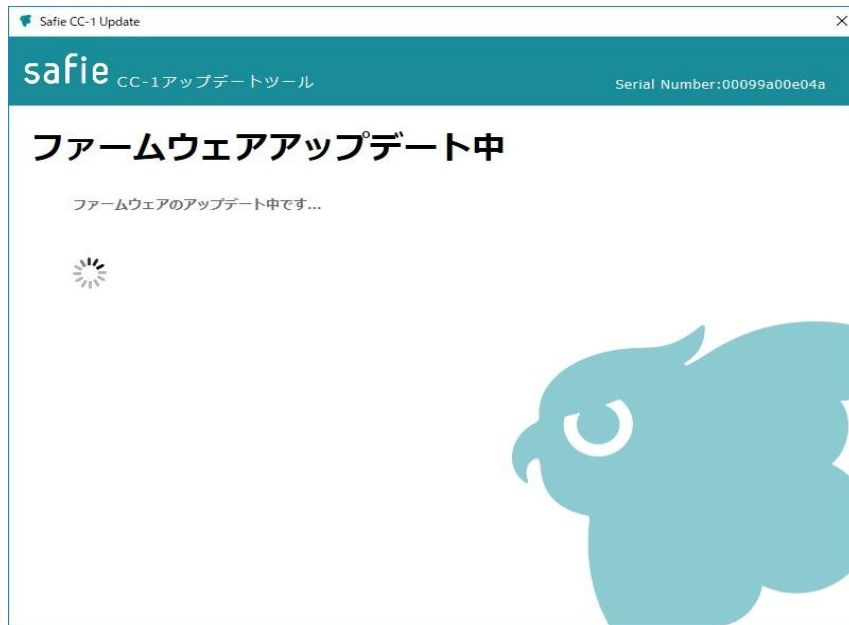 Safie CC-1 Update
safie CC-1アップデートツール
Serial Number:00099a00e04a
ファームウェアアップデート中
ファームウェアのアップデート中です...